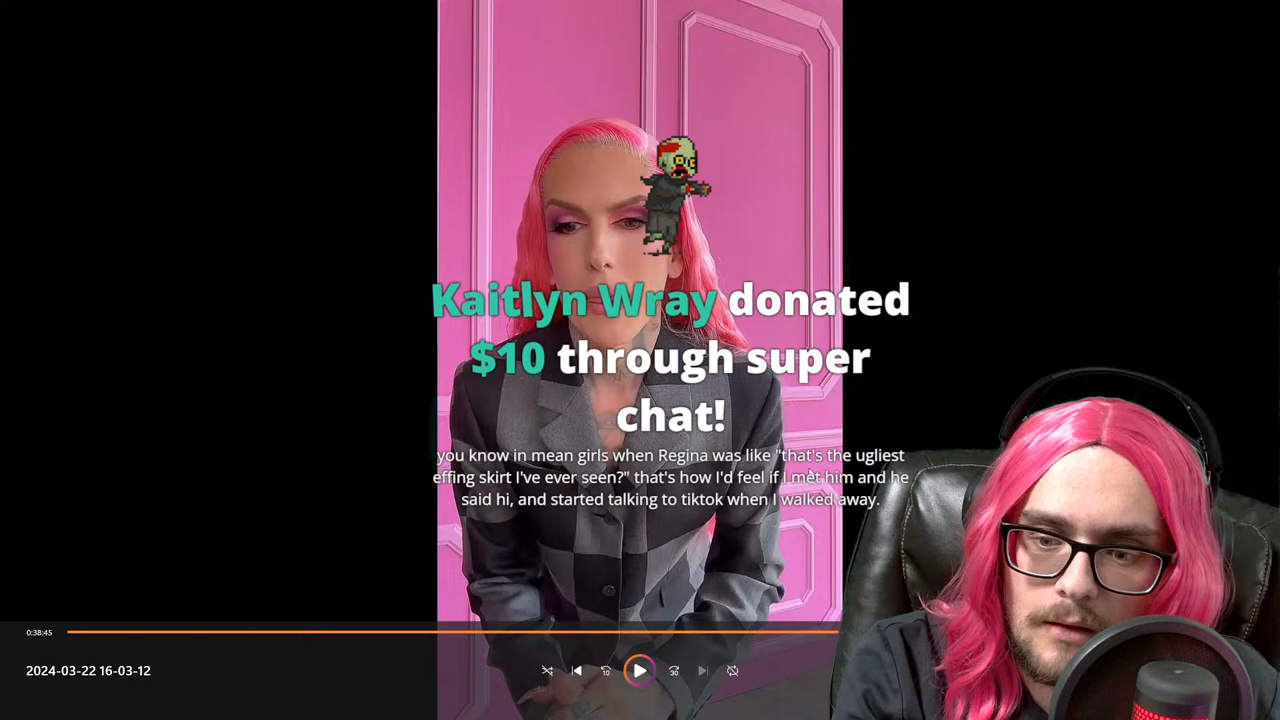 Kaitlyn Wray donated
$10 through super
chat!
you know in mean girls when Regina was like "that's the ugliest
effing skirt I've ever seen?" that's how I'd feel if I met him and he
said hi, and started talking to tiktok when I walked away.
0:38:45
2024-03-22 16-03-12
10
30